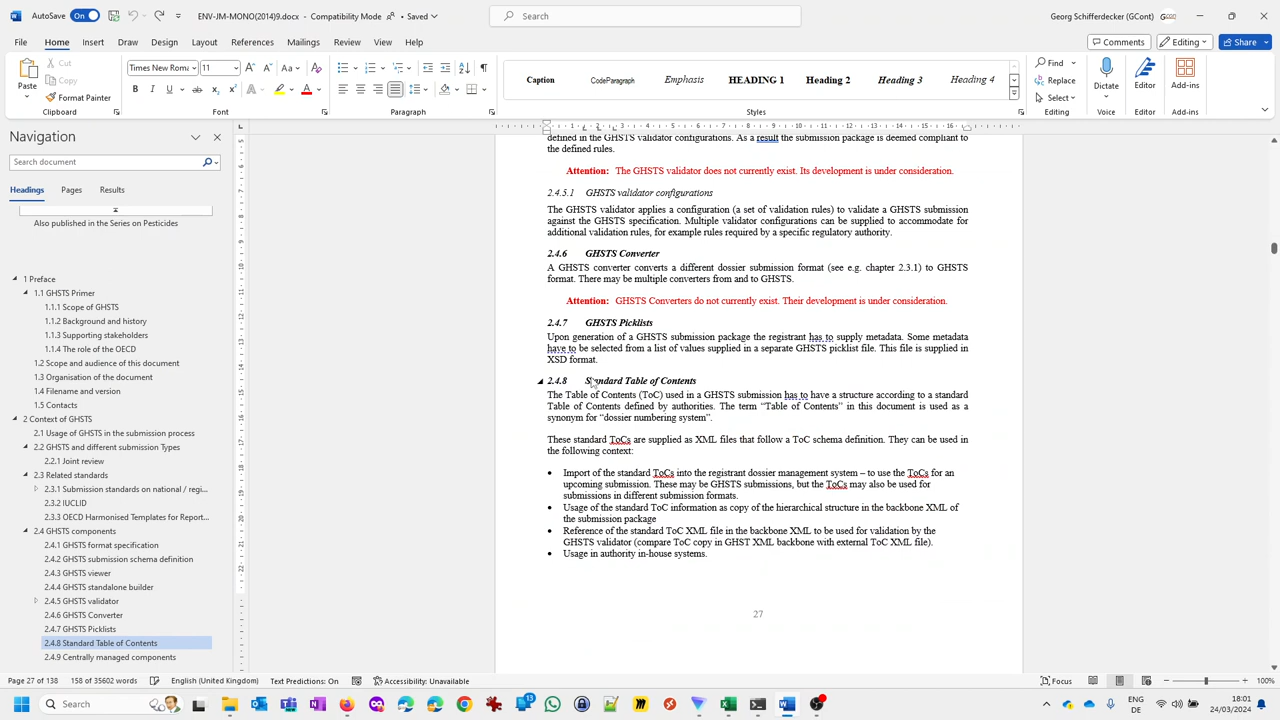 AutoSave
On
ENV-JM-MONO(2014)9.docx - Compatibility Mode
Saved
Search
Georg Schifferdecker (GCont)
File
Home
Insert
Draw
Design
Layout
References
Mailings
Review
View
Help
Comments
Editing
Share
Paste
Cut
Copy
Format Painter
Clipboard
Times New Roma
11
Font
Paragraph
Caption
CodeParagraph
Emphasis
HEADING 1
Heading 2
Heading 3
Heading 4
Styles
Find
Replace
Select
Editing
Dictate
Voice
Editor
Editor
Add-ins
Add-ins
Navigation
Search document
Headings
Pages
Results
Also published in the Series on Pesticides
1 Preface
1.1 GHSTS Primer
1.1.1 Scope of GHSTS
1.1.2 Background and history
1.1.3 Supporting stakeholders
1.1.4 The role of the OECD
1.2 Scope and audience of this document
1.3 Organisation of the document
1.4 Filename and version
1.5 Contacts
2 Context of GHSTS
2.1 Usage of GHSTS in the submission process
2.2 GHSTS and different submission Types
2.2.1 Joint review
2.3 Related standards
2.3.1 Submission standards on national / regi...
2.3.2 IUCLID
2.3.3 OECD Harmonised Templates for Report...
2.4 GHSTS components
2.4.1 GHSTS format specification
2.4.2 Submission schema definition
2.4.3 GHSTS viewer
2.4.4 GHSTS standalone builder
2.4.5 GHSTS validator
2.4.6 GHSTS Converter
2.4.7 GHSTS Picklists
2.4.8 Standard Table of Contents
2.4.9 Centrally managed components
defined in the GHSTS validator configurations. As a result the submission package is deemed compliant to
the defined rules.
Attention: The GHSTS validator does not currently exist. Its development is under consideration.
2.4.5.1 GHSTS validator configurations
The GHSTS validator applies a configuration (a set of validation rules) to validate a GHSTS submission
against the GHSTS specification. Multiple validator configurations can be supplied to accommodate for
additional validation rules, for example rules required by a specific regulatory authority.
2.4.6 GHSTS Converter
A GHSTS converter converts a different dossier submission format (see e.g. chapter 2.3.1) to GHSTS
format. There may be multiple converters from and to GHSTS.
Attention: GHSTS Converters do not currently exist. Their development is under consideration.
2.4.7 GHSTS Picklists
Upon generation of a GHSTS submission package the registrant has to supply metadata. Some metadata
have to be selected from a list of values supplied in a separate GHSTS picklist file. This file is supplied in
XSD format.
2.4.8 Standard Table of Contents
The Table of Contents (ToC) used in a GHSTS submission has to have a structure according to a standard
Table of Contents defined by authorities. The term “Table of Contents” in this document is used as a
synonym for “dossier numbering system”.
These standard ToCs are supplied as XML files that follow a ToC schema definition. They can be used in
the following context:
• Import of the standard ToCs into the registrant dossier management system – to use the ToCs for an
upcoming submission. These may be GHSTS submissions, but the ToCs may also be used for
submissions in different submission formats.
• Usage of the standard ToC information as copy of the hierarchical structure in the backbone XML of
the submission package
• Reference of the standard ToC XML file in the backbone XML to be used for validation by the
GHSTS validator (compare ToC copy in GHST XML backbone with external ToC XML file).
• Usage in authority in-house systems.
27
Page 27 of 138
158 of 35602 words
English (United Kingdom)
Text Predictions: On
Accessibility: Unavailable
Focus
100%
Search
13
ENG
DE
18:01
24/03/2024